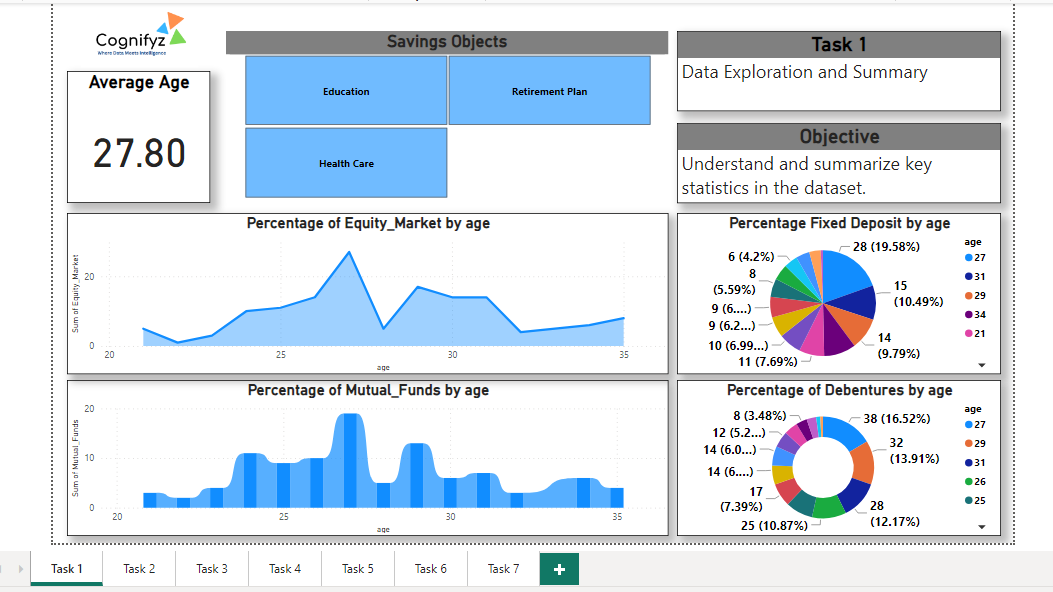 Cognifyz
Where Data Meets Intelligence
Average Age
27.80
Savings Objects
Education
Retirement Plan
Health Care
Task 1
Data Exploration and Summary
Objective
Understand and summarize key
statistics in the dataset.
Percentage of Equity_Market by age
Sum of Equity_Market
20
0
20
25
30
35
age
Percentage Fixed Deposit by age
28 (19.58%)
15
(10.49%)
14
(9.79%)
11 (7.69%)
10 (6.99...)
9 (6.2...)
9 (6....)
8
(5.59%)
6 (4.2%)
age
27
31
29
34
21
Percentage of Mutual_Funds by age
Sum of Mutual_Funds
20
10
0
20
25
30
35
age
Percentage of Debentures by age
38 (16.52%)
32
(13.91%)
28
(12.17%)
25 (10.87%)
17
(7.39%)
14 (6....)
14 (6.0...)
12 (5.2...)
8 (3.48%)
age
27
29
31
26
25
Task 1
Task 2
Task 3
Task 4
Task 5
Task 6
Task 7
+